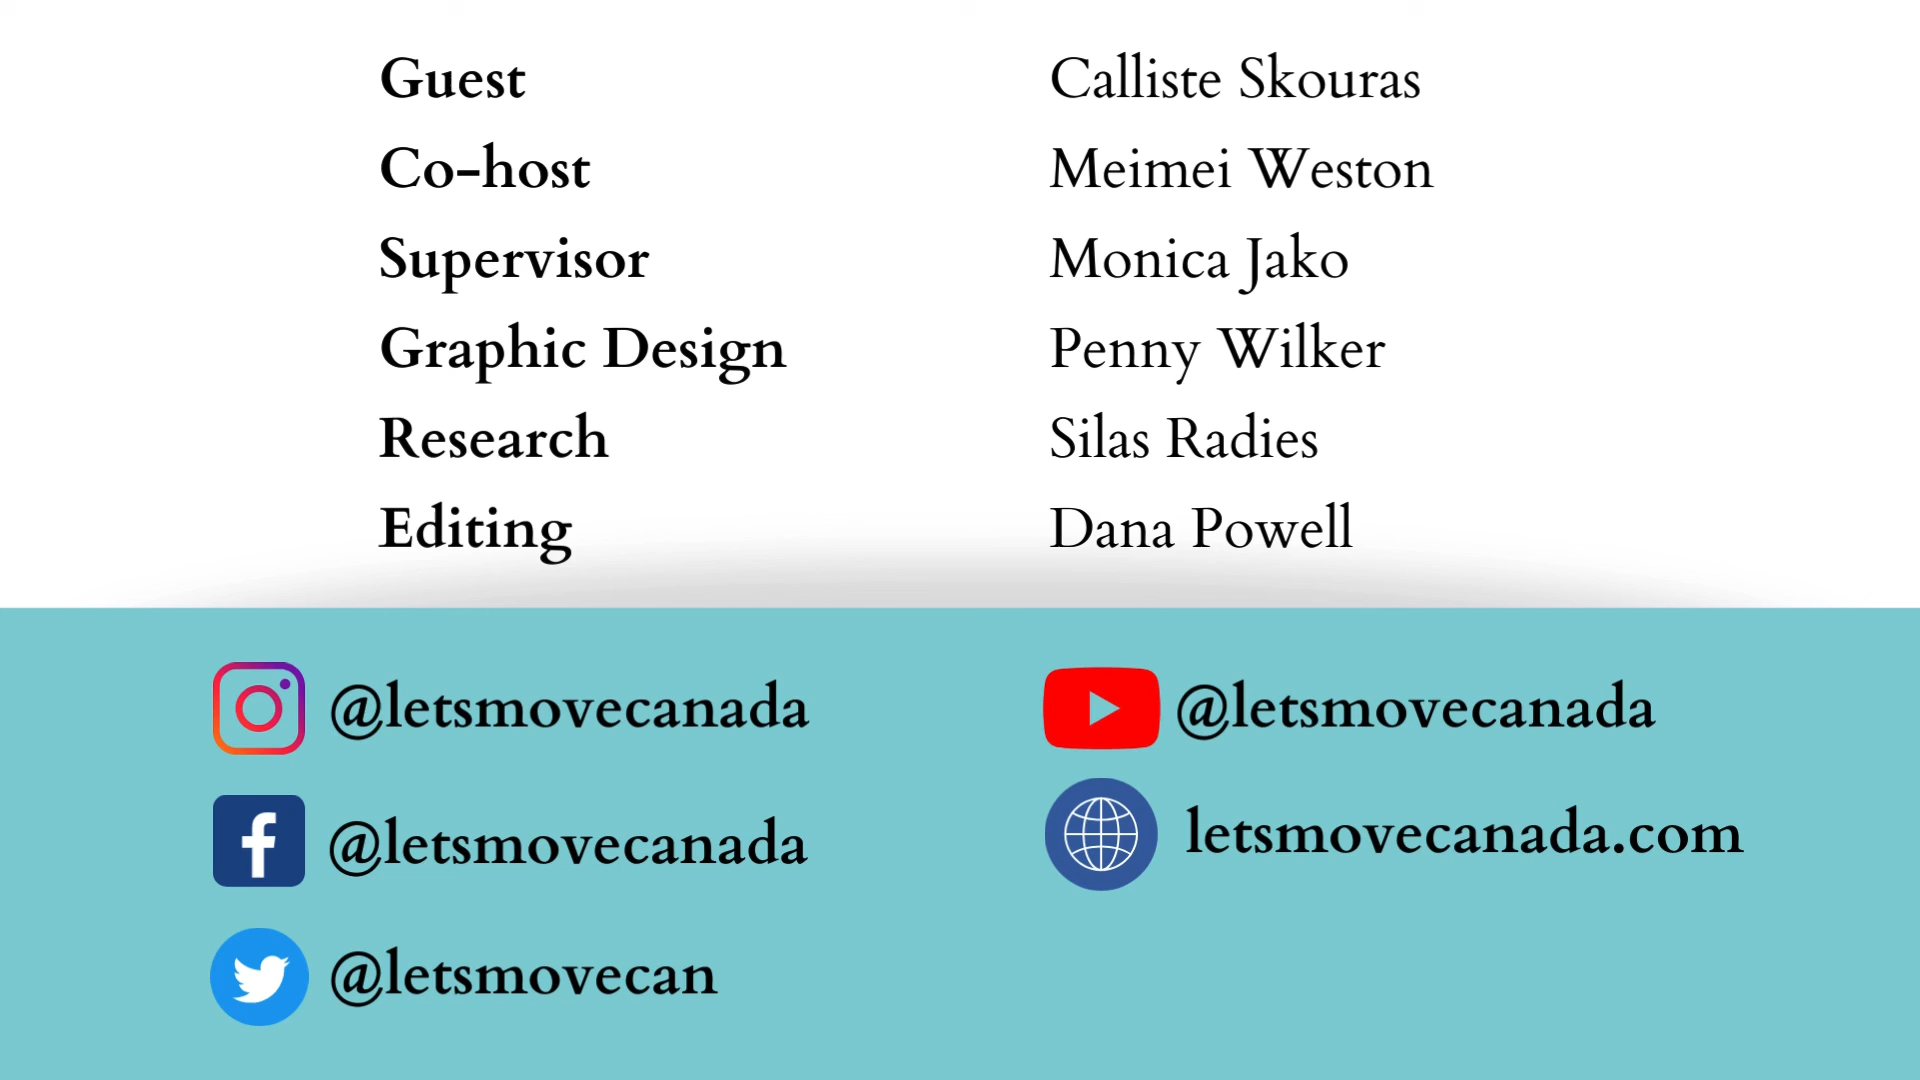 Guest Calliste Skouras
Co-host Meimei Weston
Supervisor Monica Jako
Graphic Design Penny Wilker
Research Silas Radies
Editing Dana Powell
@letsmovecanada @letsmovecanada
@letsmovecanada letsmovecanada.com
@letsmovecan